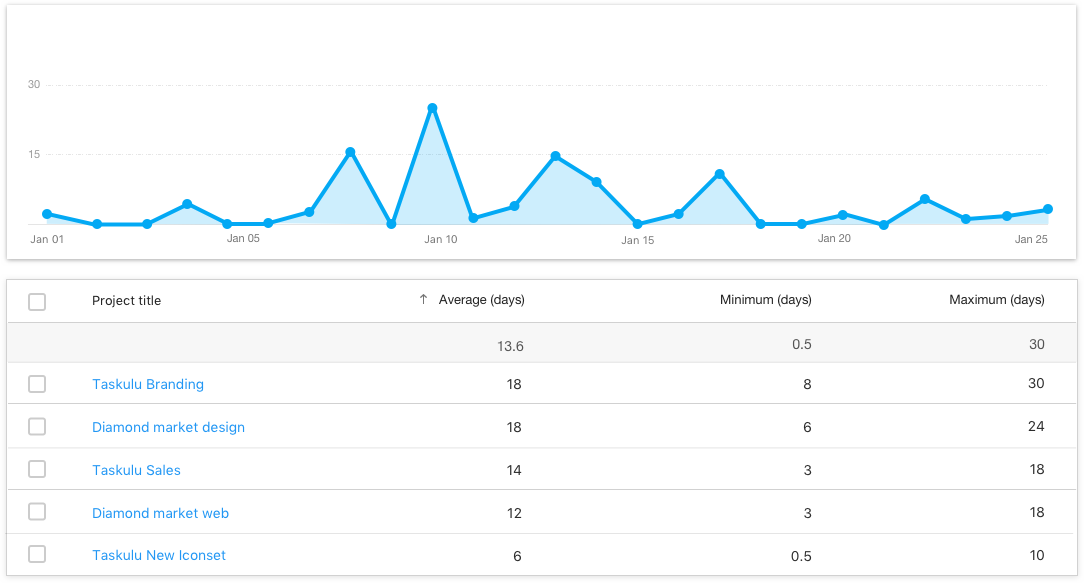 30
15
Jan 01 Jan 05 Jan 10 Jan 15 Jan 20 Jan 25
Project title ↑ Average (days) Minimum (days) Maximum (days)
13.6 0.5 30
Taskulu Branding 18 8 30
Diamond market design 18 6 24
Taskulu Sales 14 3 18
Diamond market web 12 3 18
Taskulu New Iconset 6 0.5 10